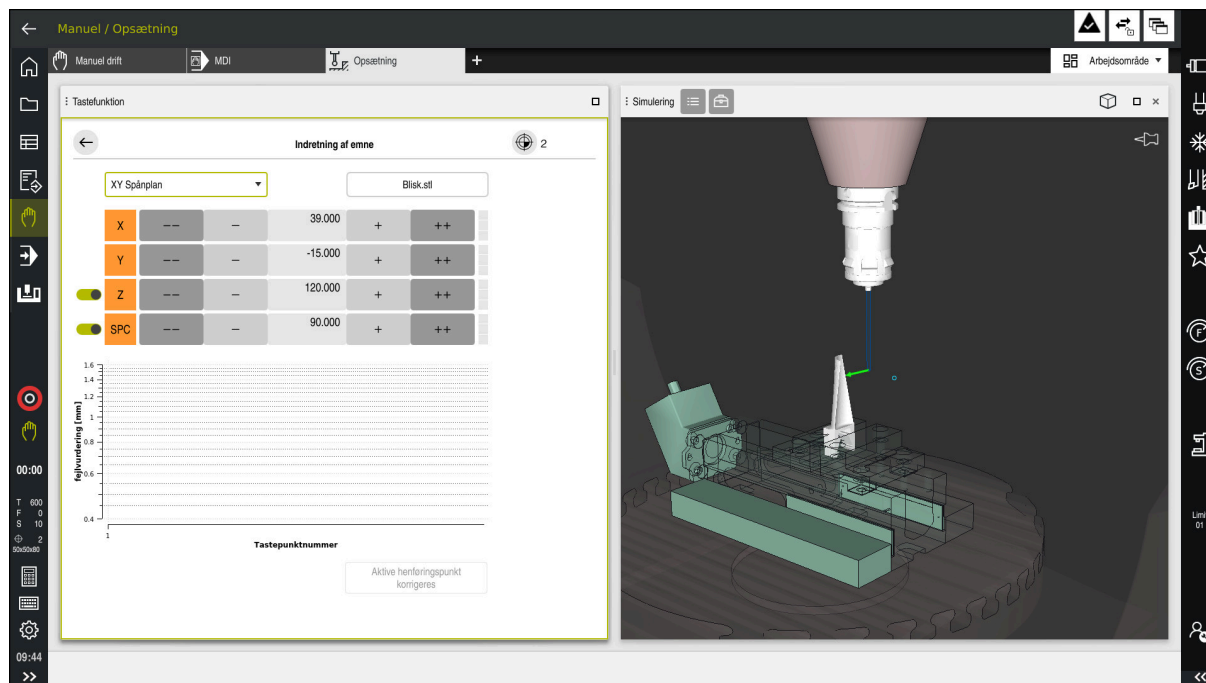 Manuel / Opsætning
Manuel drift
MDI
Opsætning
+
Arbejdsområde
Tastefunktion
Indretning af emne
2
XY Spånplan
Blisk.stl
X -- - 39.000 + ++
Y -- - -15.000 + ++
Z -- - 120.000 + ++
SPC -- - 90.000 + ++
1.6
1.4
1.2
1
0.8
0.6
0.4
fejlvurdering [mm]
1
Tastepunktnummer
Aktive henføringspunkt
korrigeres
Simulering
00:00
T 600
F 0
S 10
2
50x50x80
09:44
F
S
Limit
01